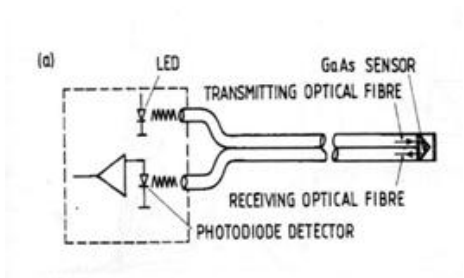 (a)
LED
GaAs SENSOR
TRANSMITTING OPTICAL FIBRE
RECEIVING OPTICAL FIBRE
PHOTODIODE DETECTOR